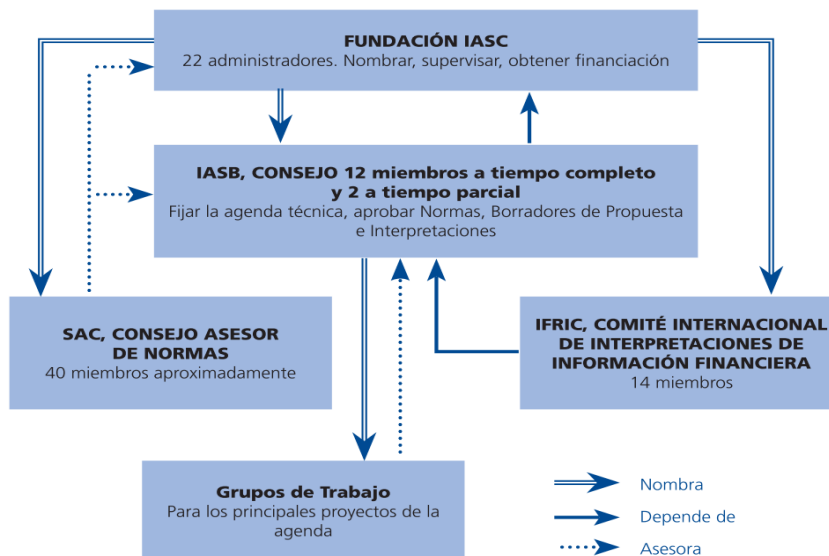 FUNDACIÓN IASC
22 administradores. Nombrar, supervisar, obtener financiación
IASB, CONSEJO 12 miembros a tiempo completo
y 2 a tiempo parcial
Fijar la agenda técnica, aprobar Normas, Borradores de Propuesta
e Interpretaciones
SAC, CONSEJO ASESOR
DE NORMAS
40 miembros aproximadamente
IFRIC, COMITÉ INTERNACIONAL
DE INTERPRETACIONES DE
INFORMACIÓN FINANCIERA
14 miembros
Grupos de Trabajo
Para los principales proyectos de la
agenda
Nombra
Depende de
Asesora